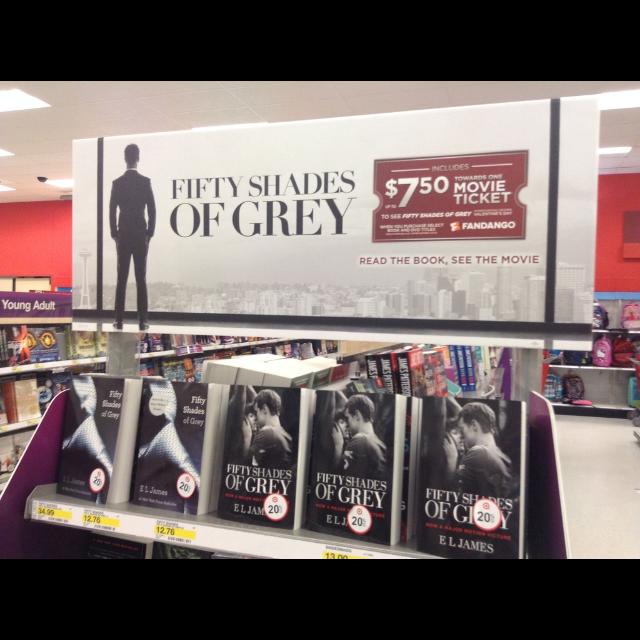 FIFTY SHADES
OF GREY
INCLUDES
UP TO $7.50 TOWARDS ONE
MOVIE
TICKET
TO SEE FIFTY SHADES OF GREY
VALENTINE'S DAY
WHEN YOU PURCHASE SELECT
BOOK AND DVD TITLES
FANDANGO
READ THE BOOK, SEE THE MOVIE
Young Adult
Fifty
Shades
of Grey
E L James
20%
Fifty
Shades
of Grey
E L James
20%
FIFTY SHADES
OF GREY
NOW A MAJOR MOTION PICTURE
E L JAMES
20%
FIFTY SHADES
OF GREY
NOW A MAJOR MOTION PICTURE
E L J
20%
FIFTY SHADES
OF GREY
NOW A MAJOR MOTION PICTURE
E L JAMES
20%
34.99
12.76
12.76
13.00